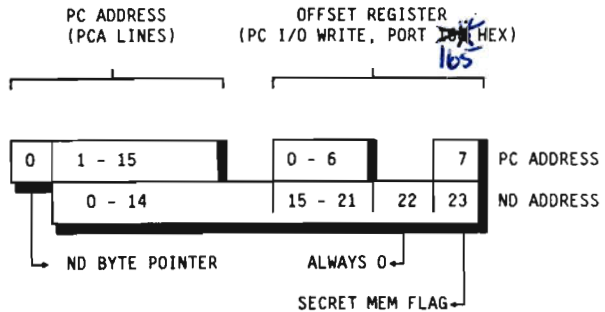 PC ADDRESS OFFSET REGISTER
(PCA LINES) (PC I/O WRITE, PORT HEX)
165
0 1 - 15 0 - 6 7 PC ADDRESS
0 - 14 15 - 21 22 23 ND ADDRESS
ND BYTE POINTER ALWAYS 0
SECRET MEM FLAG